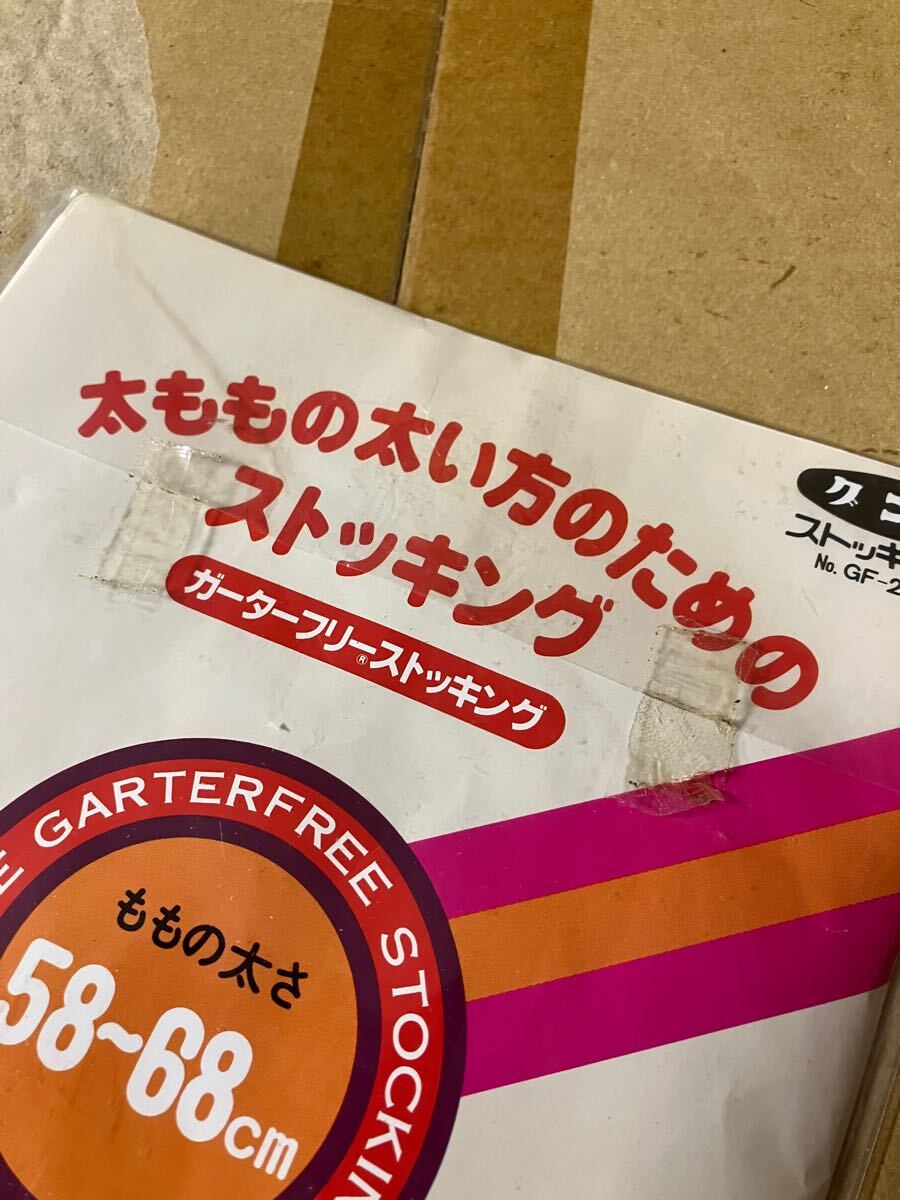 太ももの太い方のための
ストッキング
ガーターフリー®ストッキング
グ
ストッキ
No. GF-2
GARTERFREE STOCKIN
ももの太さ
58~68cm